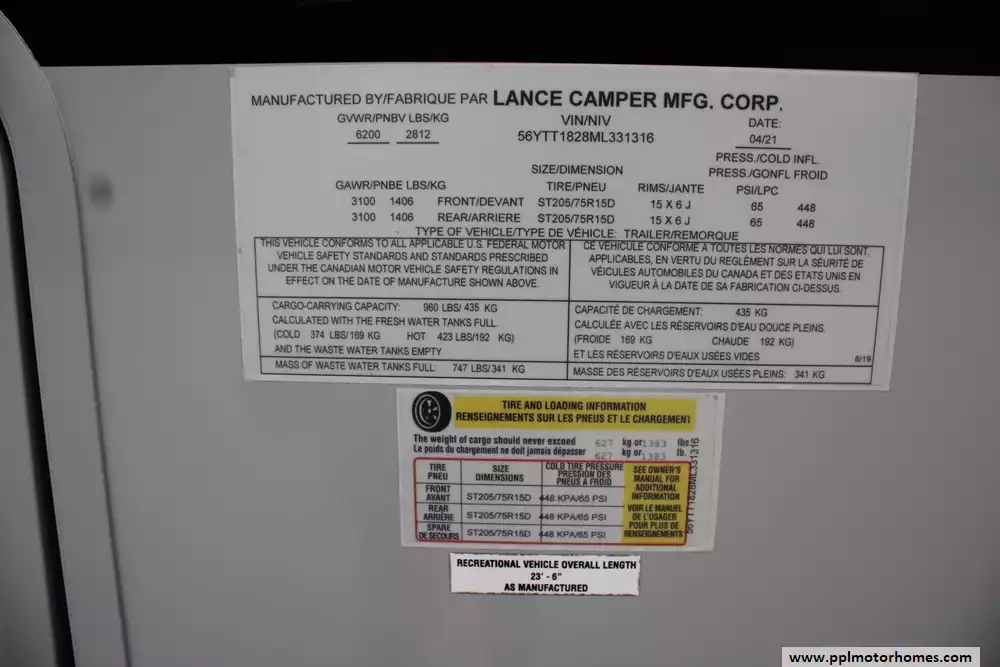 MANUFACTURED BY/FABRIQUE PAR LANCE CAMPER MFG. CORP.
GVWR/PNBV LBS/KG VIN/NIV DATE:
6200 2812 56YTT1828ML331316 04/21
PRESS./COLD INFL.
SIZE/DIMENSION PRESS./GONFL FROID
GAWR/PNBE LBS/KG TIRE/PNEU RIMS/JANTE PSI/LPC
3100 1406 FRONT/DEVANT ST205/75R15D 15 X 6 J 65 448
3100 1406 REAR/ARRIERE ST205/75R15D 15 X 6 J 65 448
TYPE OF VEHICLE/TYPE DE VÉHICLE: TRAILER/REMORQUE
THIS VEHICLE CONFORMS TO ALL APPLICABLE U.S. FEDERAL MOTOR
VEHICLE SAFETY STANDARDS AND STANDARDS PRESCRIBED
UNDER THE CANADIAN MOTOR VEHICLE SAFETY REGULATIONS IN
EFFECT ON THE DATE OF MANUFACTURE SHOWN ABOVE.
CE VÉHICULE CONFORME À TOUTES LES NORMES QUI LUI SONT
APPLICABLES, EN VERTU DU REGLËMENT SUR LA SÉURITÉ DE
VÉICULES AUTOMOBILES DU CANADA ET DES ETATS UNIS EN
VIGUEUR À LA DATE DE SA FABRICATION CI-DESSUS.
CARGO-CARRYING CAPACITY: 960 LBS/ 435 KG
CALCULATED WITH THE FRESH WATER TANKS FULL.
(COLD 374 LBS/169 KG HOT 423 LBS/192 KG)
AND THE WASTE WATER TANKS EMPTY
CAPACITÉ DE CHARGEMENT: 435 KG
CALCULÉE AVEC LES RÉSERVOIRS D'EAU DOUCE PLEINS.
(FROIDE 169 KG CHAUDE 192 KG)
ET LES RÉSERVOIRS D'EAUX USÉES VIDES 6/19
MASS OF WASTE WATER TANKS FULL: 747 LBS/341 KG
MASSE DES RÉSERVOIRS D'EAUX USÉES PLEINS: 341 KG
TIRE AND LOADING INFORMATION
RENSEIGNEMENTS SUR LES PNEUS ET LE CHARGEMENT
The weight of cargo should never exceed 627 kg or 1383 lbs
Le poids du chargement ne doit jamais dépasser 627 kg or 1383 lb.
TIRE
PNEU
SIZE
DIMENSIONS
COLD TIRE PRESSURE
PRESSION DES
PNEUS A FROID
FRONT
AVANT
ST205/75R15D 448 KPA/65 PSI
REAR
ARRIÈRE
ST205/75R15D 448 KPA/65 PSI
SPARE
DE SECOURS
ST205/75R15D 448 KPA/65 PSI
SEE OWNER'S
MANUAL FOR
ADDITIONAL
INFORMATION
VOIR LE MANUEL
DE L'USAGER
POUR PLUS DE
RENSEIGNEMENTS
56YTT1828ML331316
RECREATIONAL VEHICLE OVERALL LENGTH
23' - 6"
AS MANUFACTURED
www.pplmotorhomes.com